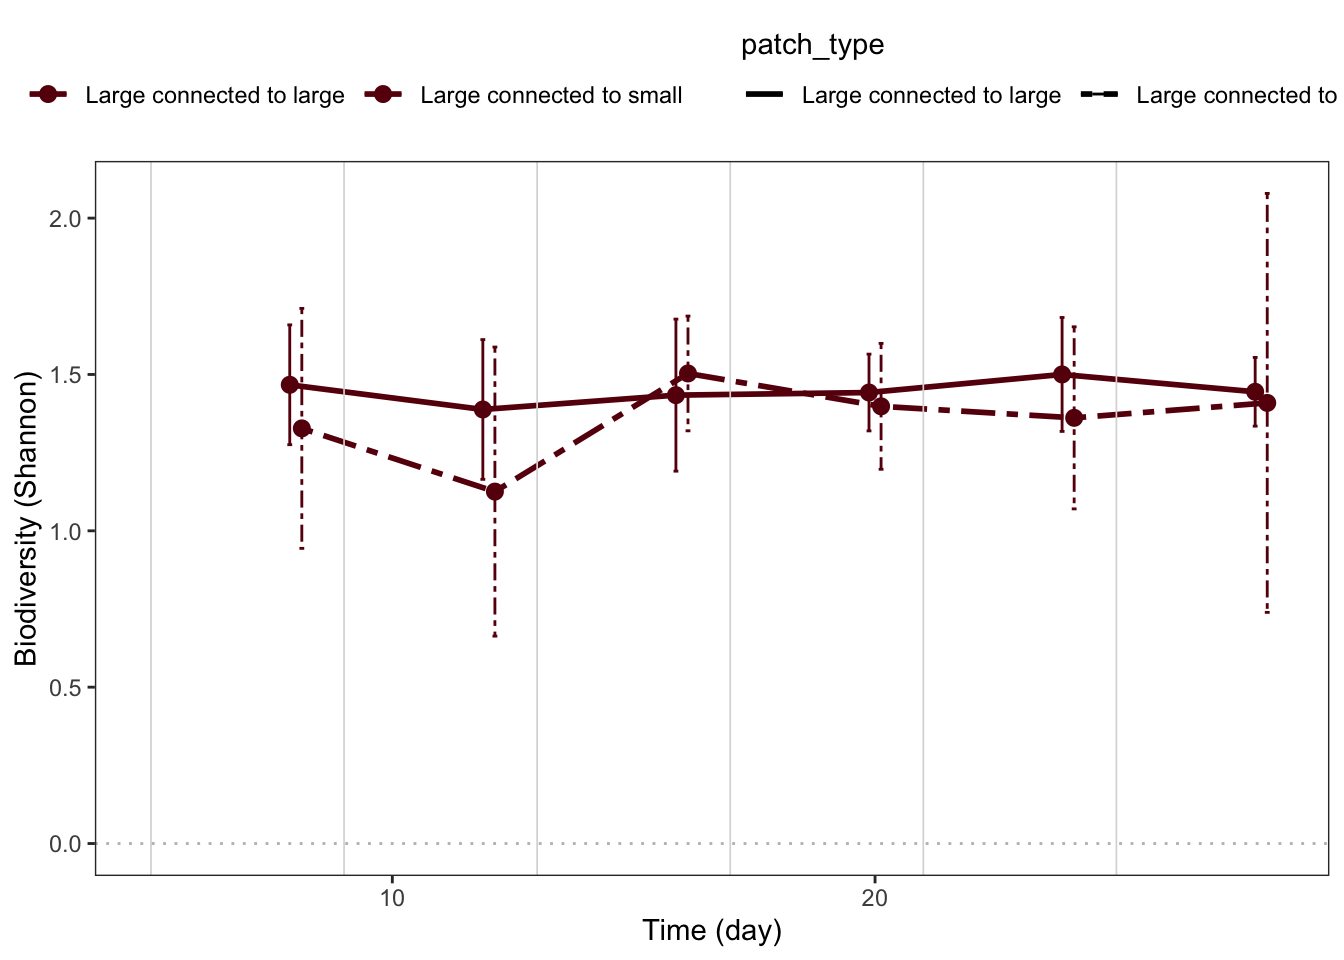 patch_type
Large connected to large Large connected to small Large connected to large Large connected to
2.0
1.5
1.0
0.5
0.0
Biodiversity (Shannon)
10 20
Time (day)